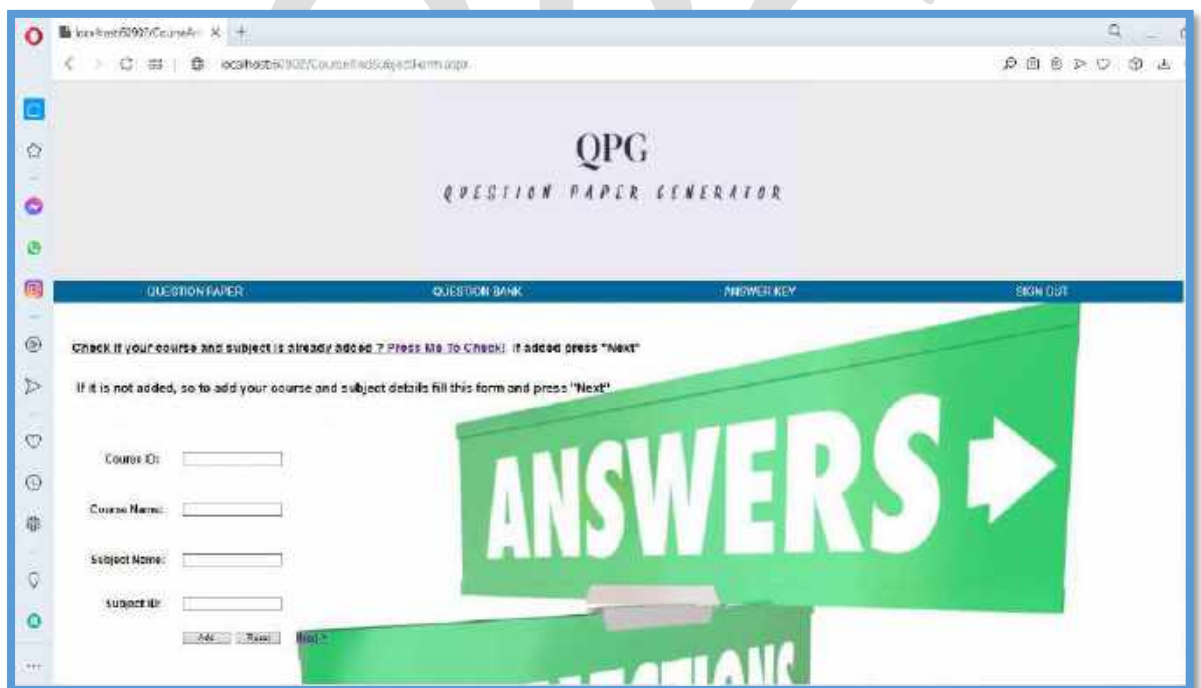 QPG
QUESTION PAPER GENERATOR
QUESTION PAPER QUESTION BANK ANSWER KEY SIGN OUT
Check if your course and subject is already added ? Press Me To Check! If added press "Next"
If it is not added, so to add your course and subject details fill this form and press "Next"
ANSWERS
Course ID:
Course Name:
Subject Name:
Subject ID:
Add Reset Next >